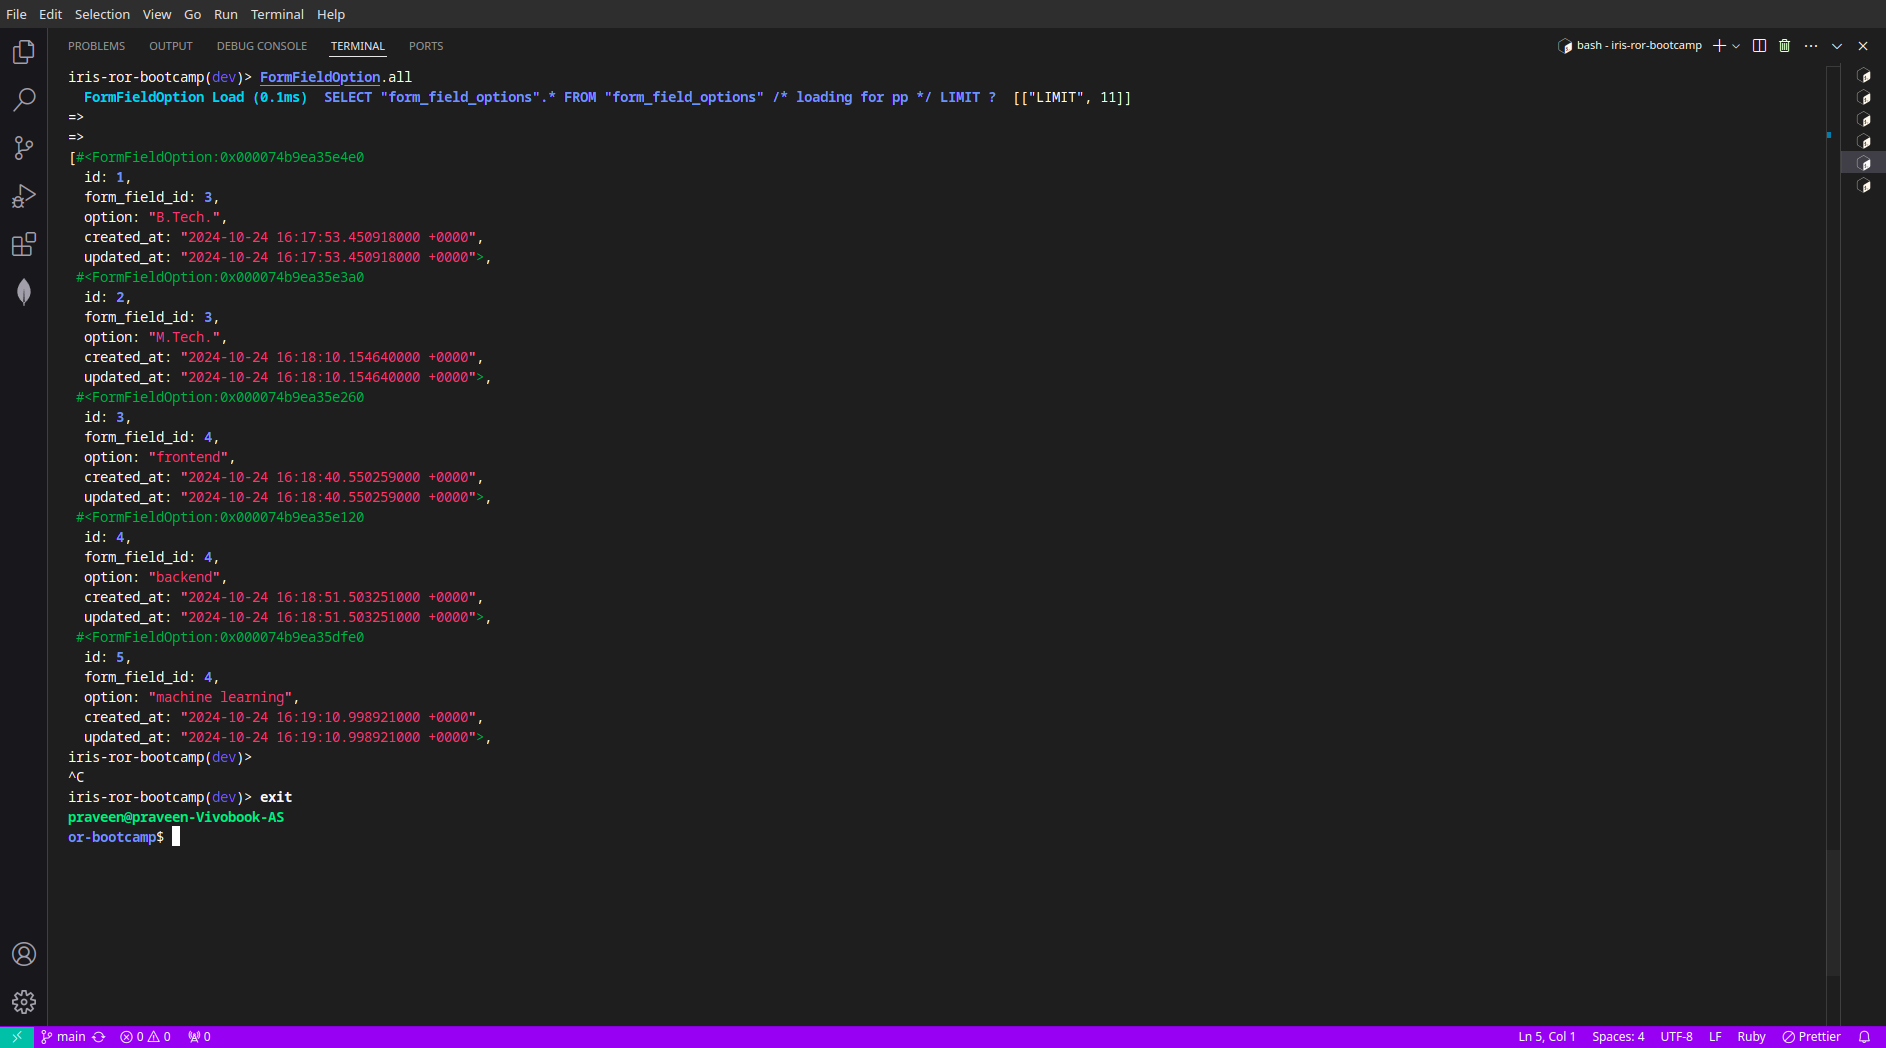 File Edit Selection View Go Run Terminal Help
PROBLEMS OUTPUT DEBUG CONSOLE TERMINAL PORTS
bash - iris-ror-bootcamp
iris-ror-bootcamp(dev)> FormFieldOption.all
FormFieldOption Load (0.1ms) SELECT "form_field_options".* FROM "form_field_options" /* loading for pp */ LIMIT ? [["LIMIT", 11]]
=>
=>
[#<FormFieldOption:0x000074b9ea35e4e0
id: 1,
form_field_id: 3,
option: "B.Tech.",
created_at: "2024-10-24 16:17:53.450918000 +0000",
updated_at: "2024-10-24 16:17:53.450918000 +0000">,
#<FormFieldOption:0x000074b9ea35e3a0
id: 2,
form_field_id: 3,
option: "M.Tech.",
created_at: "2024-10-24 16:18:10.154640000 +0000",
updated_at: "2024-10-24 16:18:10.154640000 +0000">,
#<FormFieldOption:0x000074b9ea35e260
id: 3,
form_field_id: 4,
option: "frontend",
created_at: "2024-10-24 16:18:40.550259000 +0000",
updated_at: "2024-10-24 16:18:40.550259000 +0000">,
#<FormFieldOption:0x000074b9ea35e120
id: 4,
form_field_id: 4,
option: "backend",
created_at: "2024-10-24 16:18:51.503251000 +0000",
updated_at: "2024-10-24 16:18:51.503251000 +0000">,
#<FormFieldOption:0x000074b9ea35dfe0
id: 5,
form_field_id: 4,
option: "machine learning",
created_at: "2024-10-24 16:19:10.998921000 +0000",
updated_at: "2024-10-24 16:19:10.998921000 +0000">,
iris-ror-bootcamp(dev)>
^C
iris-ror-bootcamp(dev)> exit
praveen@praveen-Vivobook-AS
or-bootcamp$
main 0 0 0 Ln 5, Col 1 Spaces: 4 UTF-8 LF Ruby Prettier